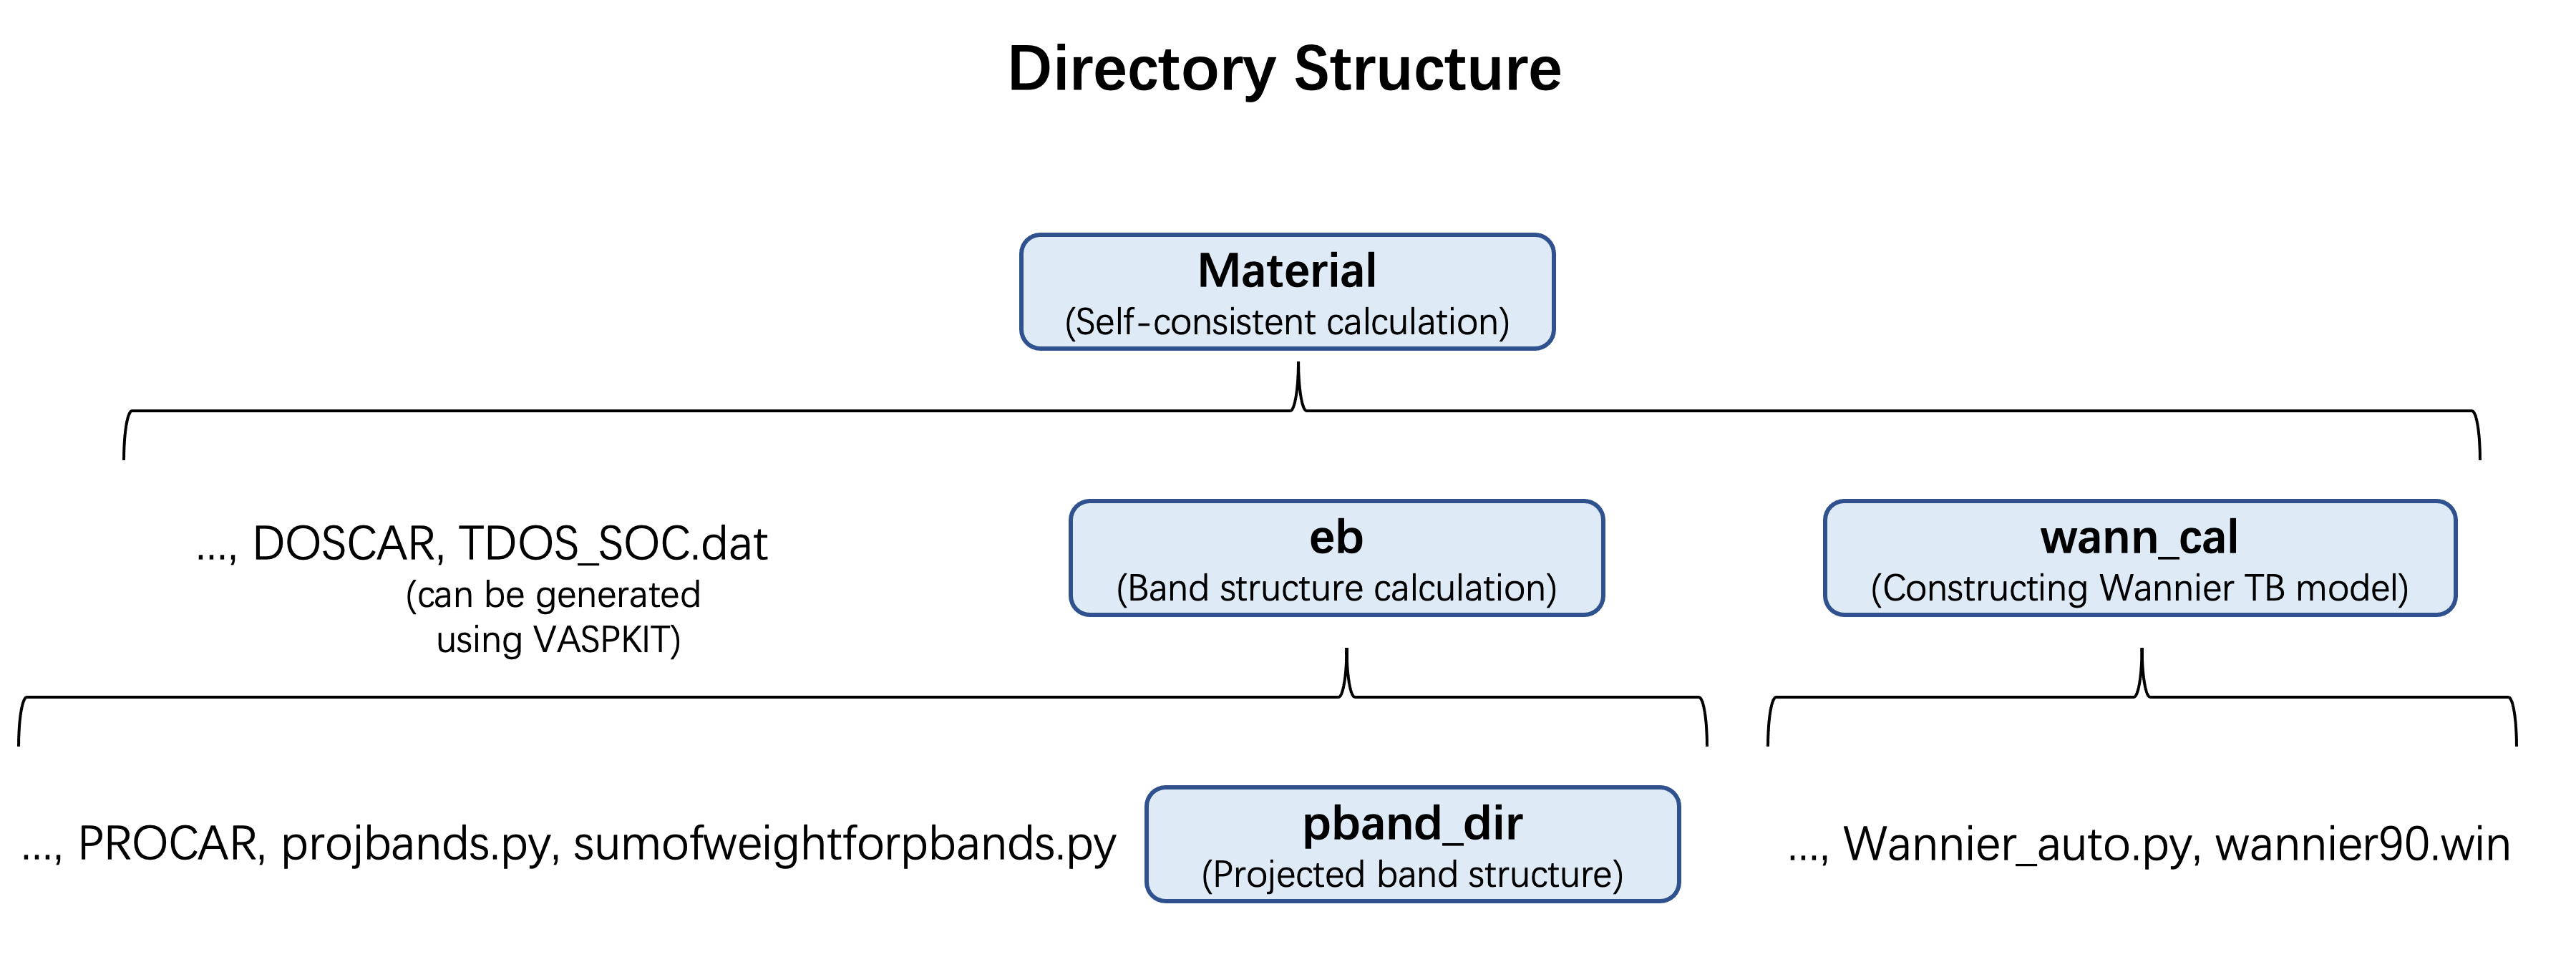 Directory Structure
Material
(Self-consistent calculation)
..., DOSCAR, TDOS_SOC.dat
(can be generated
using VASPKIT)
eb
(Band structure calculation)
wann_cal
(Constructing Wannier TB model)
..., PROCAR, projbands.py, sumofweightforpbands.py
pband_dir
(Projected band structure)
..., Wannier_auto.py, wannier90.win